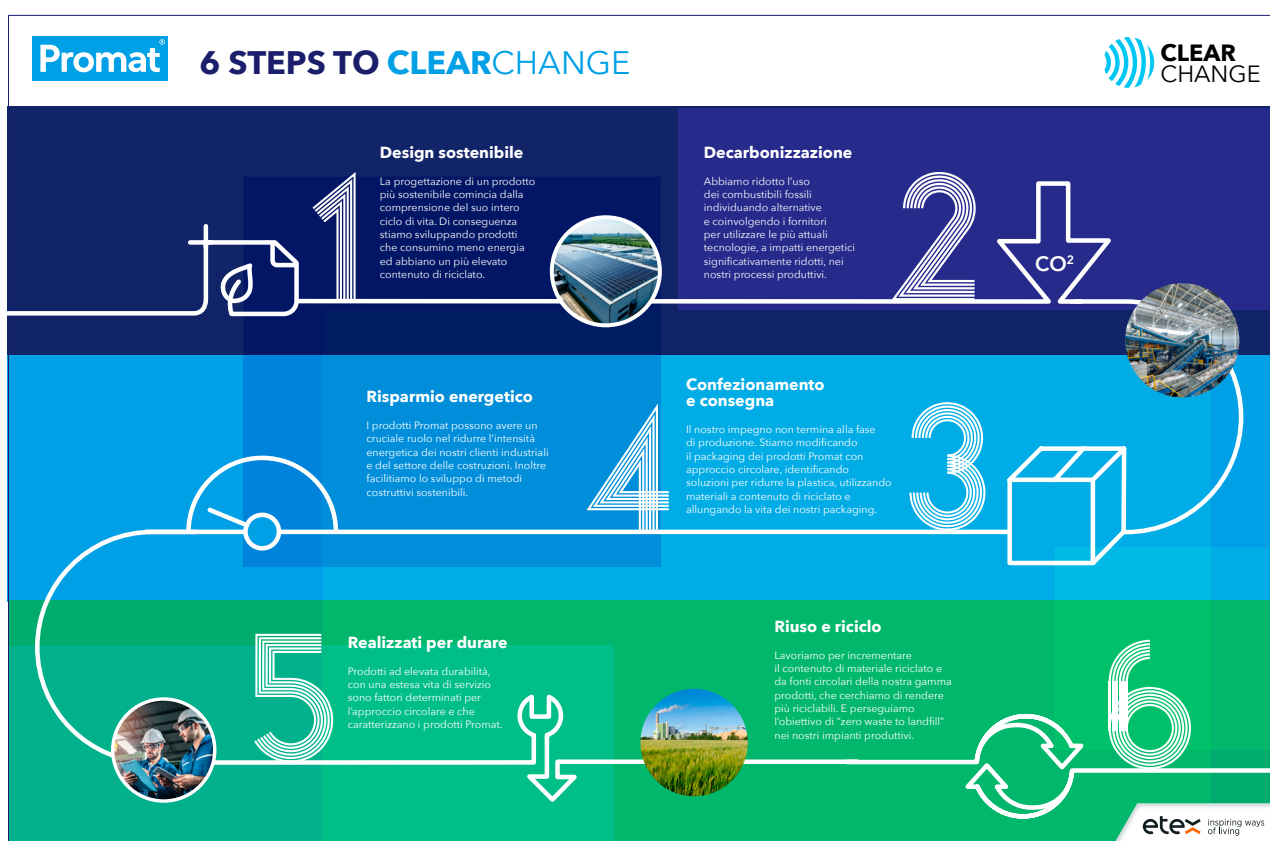 Promat®
6 STEPS TO CLEARCHANGE
CLEAR
CHANGE
1
Design sostenibile
La progettazione di un prodotto
più sostenibile comincia dalla
comprensione del suo intero
ciclo di vita. Di conseguenza
stiamo sviluppando prodotti
che consumino meno energia
ed abbiano un più elevato
contenuto di riciclato.
2
Decarbonizzazione
Abbiamo ridotto l’uso
dei combustibili fossili
individuando alternative
e coinvolgendo i fornitori
per utilizzare le più attuali
tecnologie, a impatti energetici
significativamente ridotti, nei
nostri processi produttivi.
CO²
3
Confezionamento
e consegna
Il nostro impegno non termina alla fase
di produzione. Stiamo modificando
il packaging dei prodotti Promat con
approccio circolare, identificando
soluzioni per ridurre la plastica, utilizzando
materiali a contenuto di riciclato e
allungando la vita dei nostri packaging.
4
Risparmio energetico
I prodotti Promat possono avere un
cruciale ruolo nel ridurre l’intensità
energetica dei nostri clienti industriali
e del settore delle costruzioni. Inoltre
facilitiamo lo sviluppo di metodi
costruttivi sostenibili.
5
Realizzati per durare
Prodotti ad elevata durabilità,
con una estesa vita di servizio
sono fattori determinati per
l’approccio circolare e che
caratterizzano i prodotti Promat.
6
Riuso e riciclo
Lavoriamo per incrementare
il contenuto di materiale riciclato e
da fonti circolari della nostra gamma
prodotti, che cerchiamo di rendere
più riciclabili. E perseguiamo
l’obiettivo di “zero waste to landfill”
nei nostri impianti produttivi.
etex inspiring ways
of living